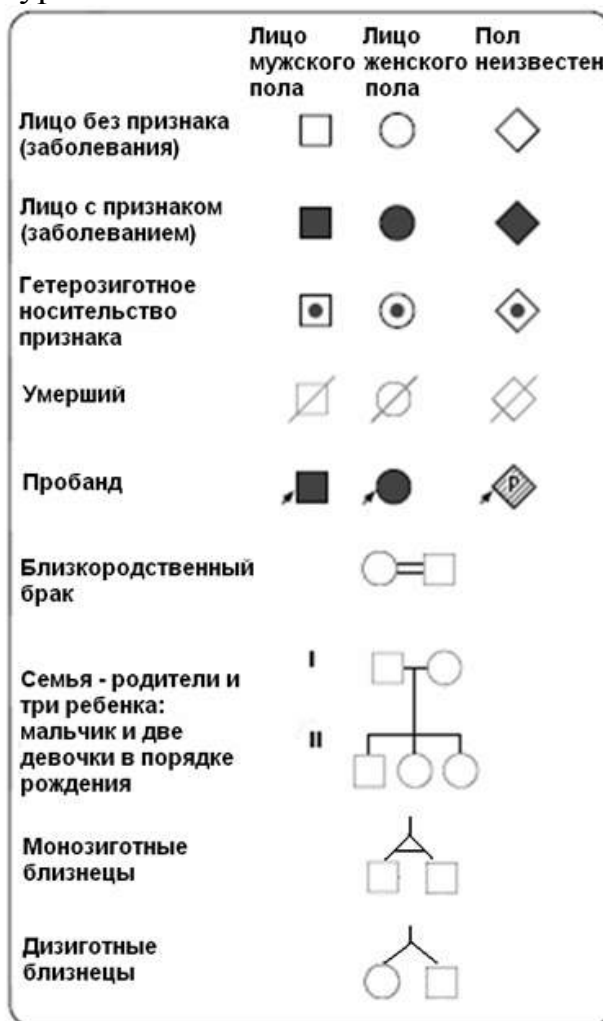 Лицо Лицо Пол
мужского женского неизвестен
пола пола
Лицо без признака
(заболевания)
Лицо с признаком
(заболеванием)
Гетерозиготное
носительство
признака
Умерший
Пробанд
P
Близкородственный
брак
I
Семья - родители и
три ребенка:
II
мальчик и две
девочки в порядке
рождения
Монозиготные
близнецы
Дизиготные
близнецы